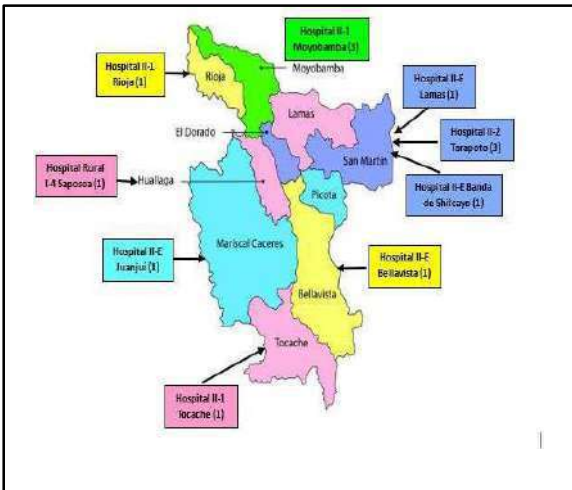 Hospital II-1
Moyobamba (3)
Hospital II-1
Rioja (1)
Rioja
Moyobamba
Hospital II-E
Lamas (1)
Lamas
El Dorado
Hospital II-2
Tarapoto (3)
San Martín
Hospital Rural
I-4 Saposoa (1)
Huallaga
Hospital II-E Banda
de Shilcayo (1)
Picota
Mariscal Caceres
Hospital II-E
Juanjui (1)
Hospital II-E
Bellavista (1)
Bellavista
Tocache
Hospital II-1
Tocache (1)